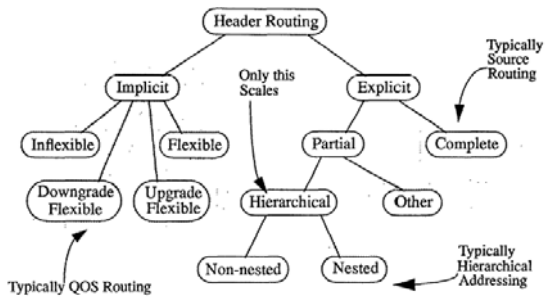 Header Routing
Typically
Source
Routing
Only this
Scales
Implicit
Explicit
Inflexible
Flexible
Partial
Complete
Downgrade
Flexible
Upgrade
Flexible
Hierarchical
Other
Typically QOS Routing
Non-nested
Nested
Typically
Hierarchical
Addressing